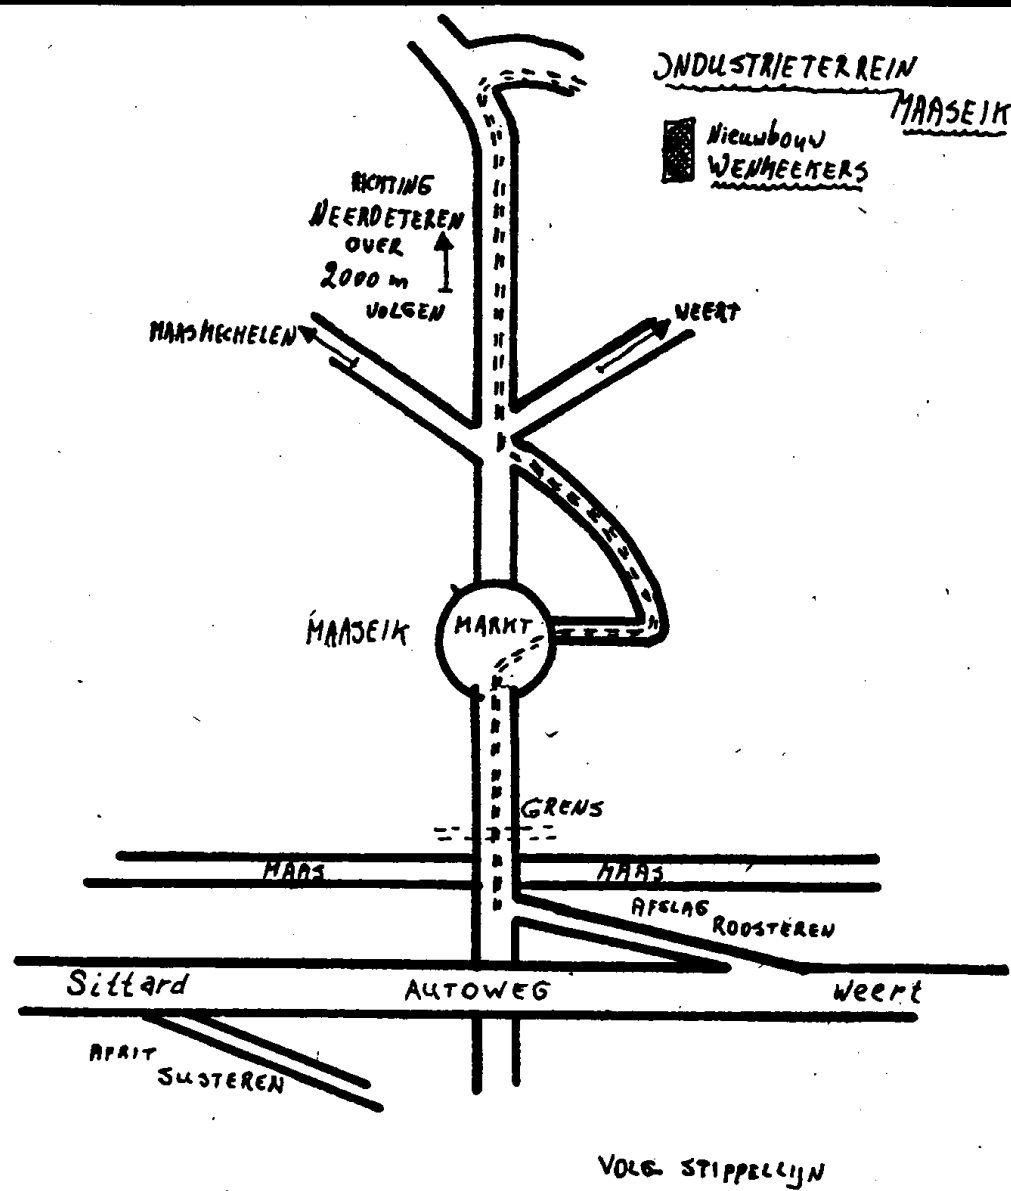 INDUSTRIETERREIN
MAASEIK
Nieuwbouw
WENMEEKERS
RICHTING
NEERDETEREN
OVER
2000 m
VOLGEN
MAASMECHELEN
WEERT
MAASEIK
MARKT
GRENS
MAAS
MAAS
AFSLAG
ROOSTEREN
Sittard
AUTOWEG
Weert
AFRIT
SUSTEREN
VOLG STIPPELLIJN